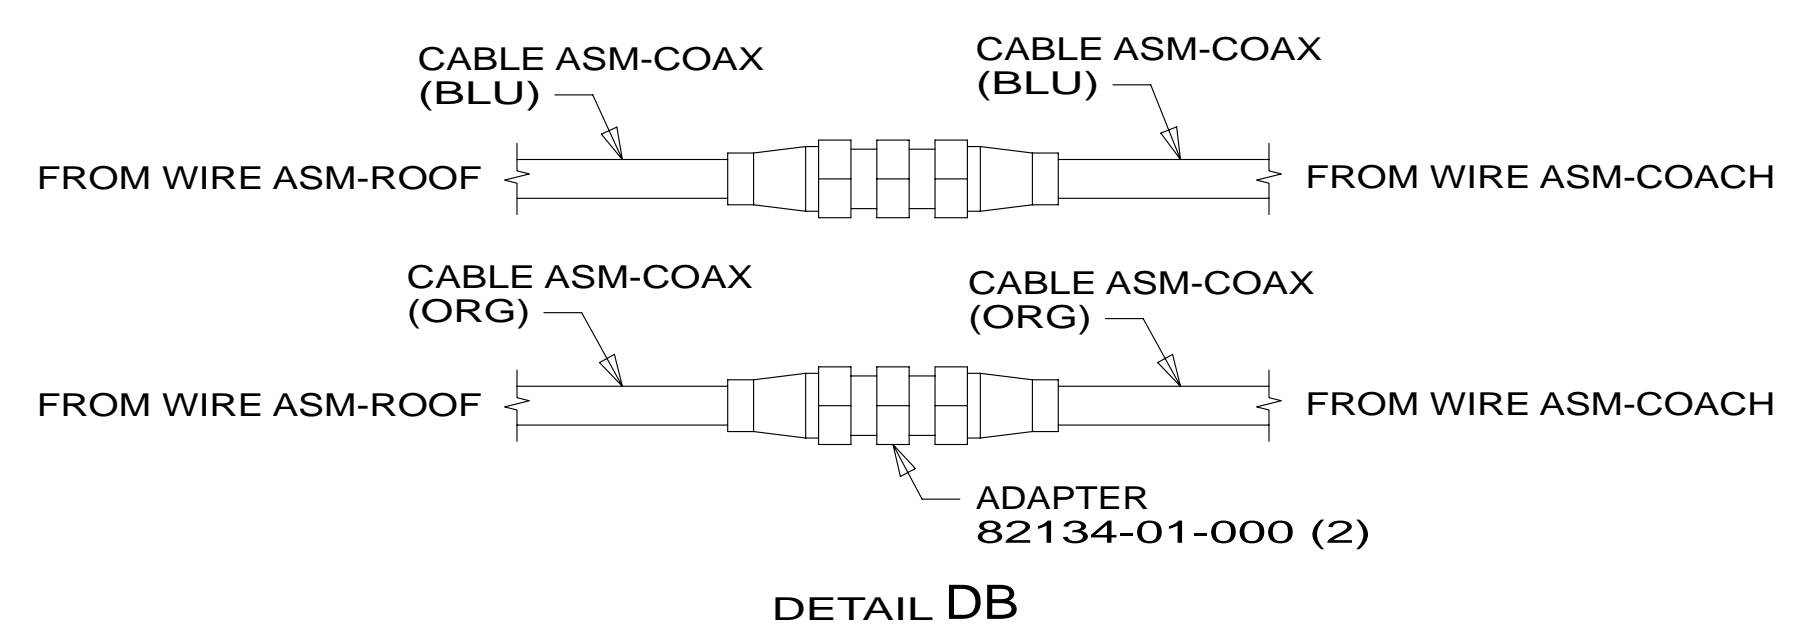 CABLE ASM-COAX
(BLU)
CABLE ASM-COAX
(BLU)
FROM WIRE ASM-ROOF
FROM WIRE ASM-COACH
CABLE ASM-COAX
(ORG)
CABLE ASM-COAX
(ORG)
FROM WIRE ASM-ROOF
FROM WIRE ASM-COACH
ADAPTER
82134-01-000 (2)
DETAIL DB